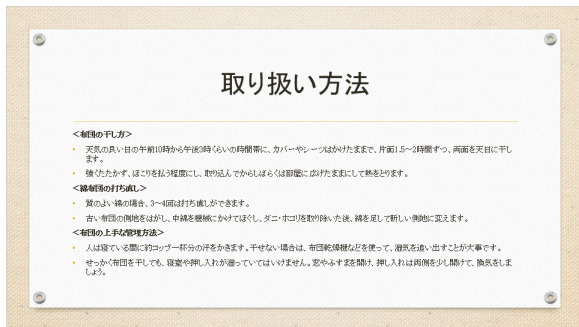 取り扱い方法
<布団の干し方>
• 天気の良い日の午前10時から午後3時くらいの時間帯に、カバーやシーツはかけたままで、片面1.5～2時間ずつ、両面を天日に干し
ます。
• 強くたたかず、ほこりを払う程度にし、取り込んでからしばらくは部屋に広げたままにして熱をとります。
<綿布団の打ち直し>
• 質のよい綿の場合、3～4回は打ち直しができます。
• 古い布団の側地をはがし、中綿を機械にかけてほぐし、ダニ・ホコリを取り除いた後、綿を足して新しい側地に変えます。
<布団の上手な管理方法>
• 人は寝ている間に約コップ一杯分の汗をかきます。干せない場合は、布団乾燥機などを使って、湿気を追い出すことが大事です。
• せっかく布団を干しても、寝室や押し入れが湿っていてはいけません。窓やふすまを開け、押し入れは両側を少し開けて、換気をしま
しょう。